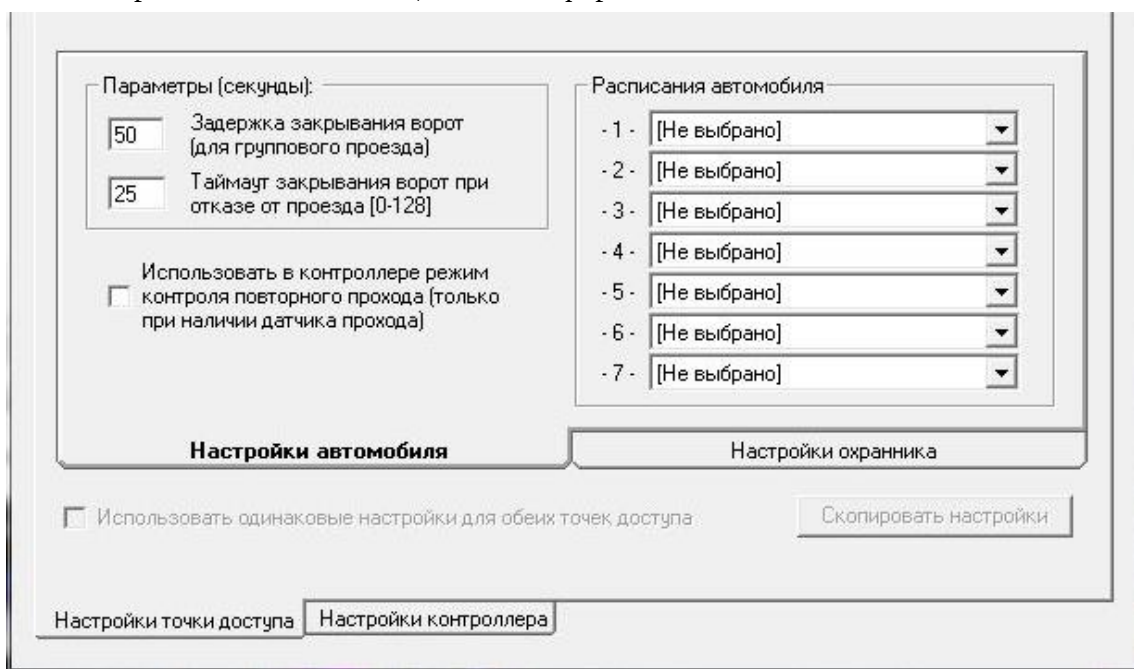 Параметры (секунды):
50
Задержка закрывания ворот
(для группового проезда)
25
Таймаут закрывания ворот при
отказе от проезда [0-128]
Использовать в контроллере режим
контроля повторного прохода (только
при наличии датчика прохода)
Расписания автомобиля
- 1 - [Не выбрано]
- 2 - [Не выбрано]
- 3 - [Не выбрано]
- 4 - [Не выбрано]
- 5 - [Не выбрано]
- 6 - [Не выбрано]
- 7 - [Не выбрано]
Настройки автомобиля
Настройки охранника
Использовать одинаковые настройки для обеих точек доступа
Скопировать настройки
Настройки точки доступа
Настройки контроллера